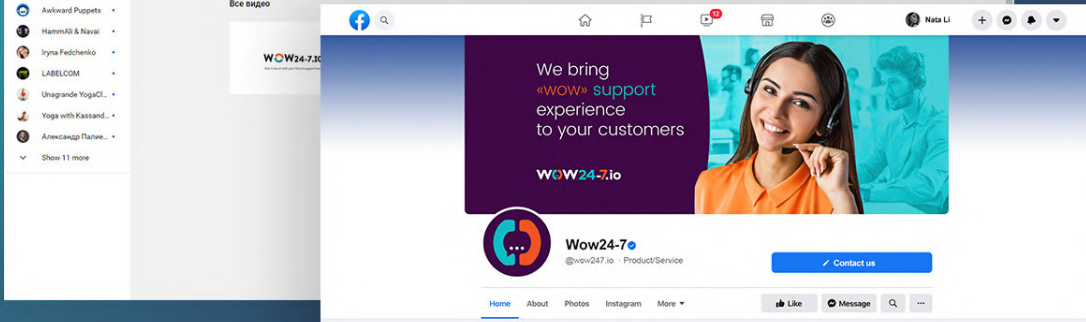 Awkward Puppets
HammAli & Navai
Iryna Fedchenko
LABELCOM
Unagrande YogaCl...
Yoga with Kassand...
Александр Палие...
Show 11 more
Все видео
WOW24-7.IO
12
Nata Li
We bring
«wow» support
experience
to your customers
WOW24-7.io
Wow24-7
@wow247.io · Product/Service
Contact us
Home About Photos Instagram More
Like Message